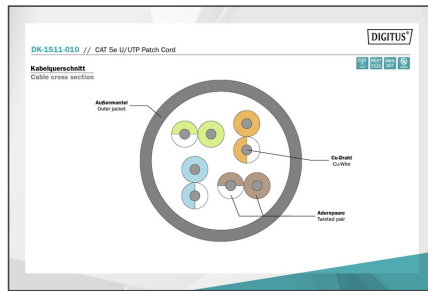 DIGITUS®
DK-1511-010 // CAT 5e U/UTP Patch Cord
Kabelquerschnitt
Cable cross section
Außenmantel
Outer jacket
Cu-Draht
Cu-Wire
Adernpaare
Twisted pair